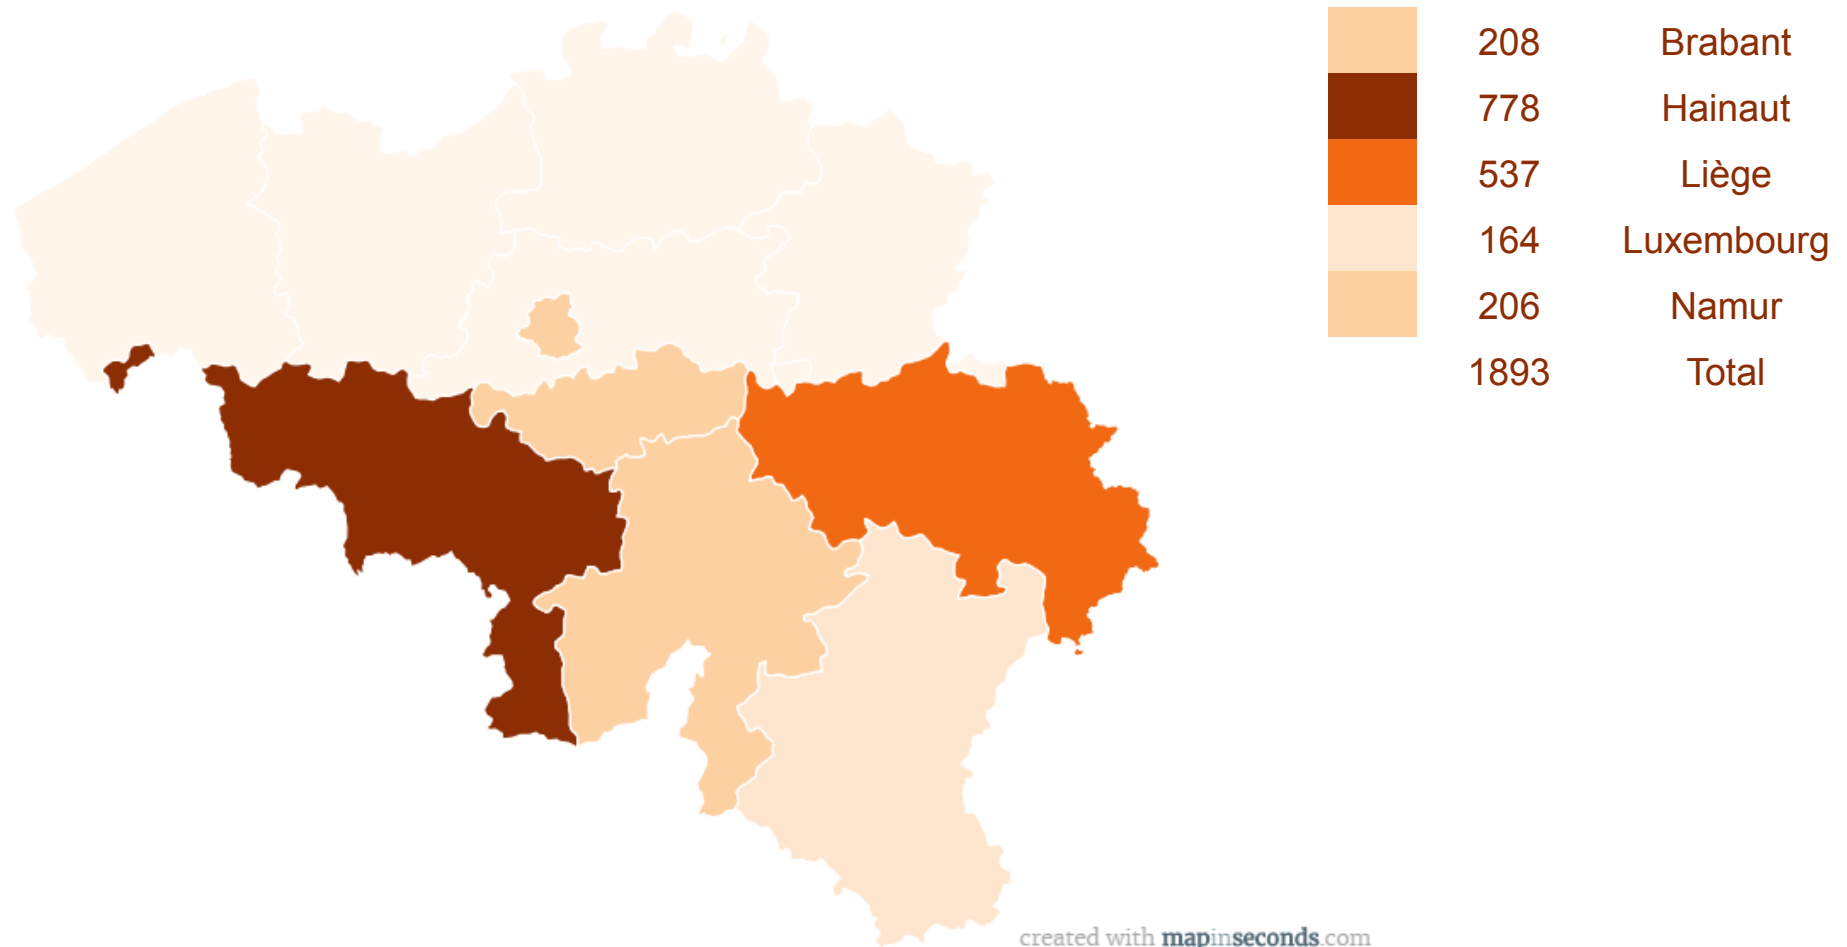 208 Brabant
778 Hainaut
537 Liège
164 Luxembourg
206 Namur
1893 Total
created with mapinseconds.com